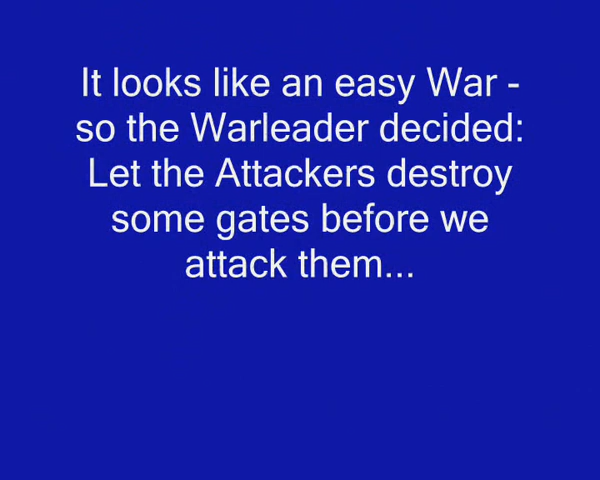 It looks like an easy War -
so the Warleader decided:
Let the Attackers destroy
some gates before we
attack them...